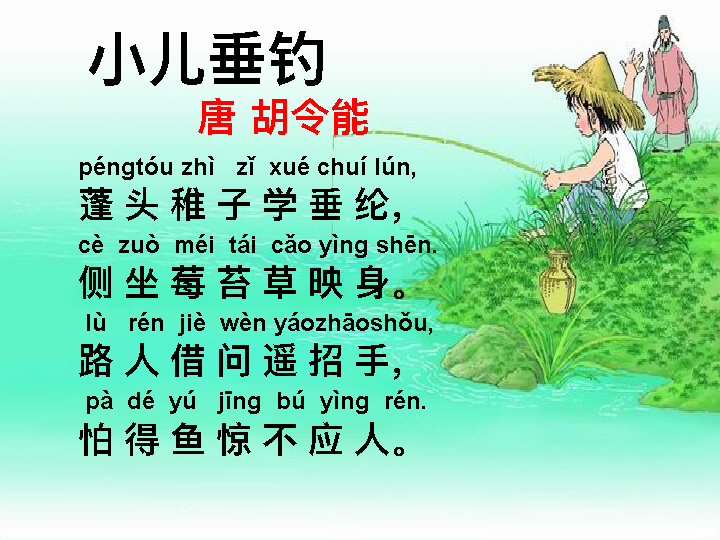 小儿垂钓
唐 胡令能
péngtóu zhì zǐ xué chuí lún,
蓬 头 稚 子 学 垂 纶，
cè zuò méi tái cǎo yìng shēn.
侧 坐 莓 苔 草 映 身。
lù rén jiè wèn yáozhāoshǒu,
路 人 借 问 遥 招 手，
pà dé yú jīng bú yìng rén.
怕 得 鱼 惊 不 应 人。